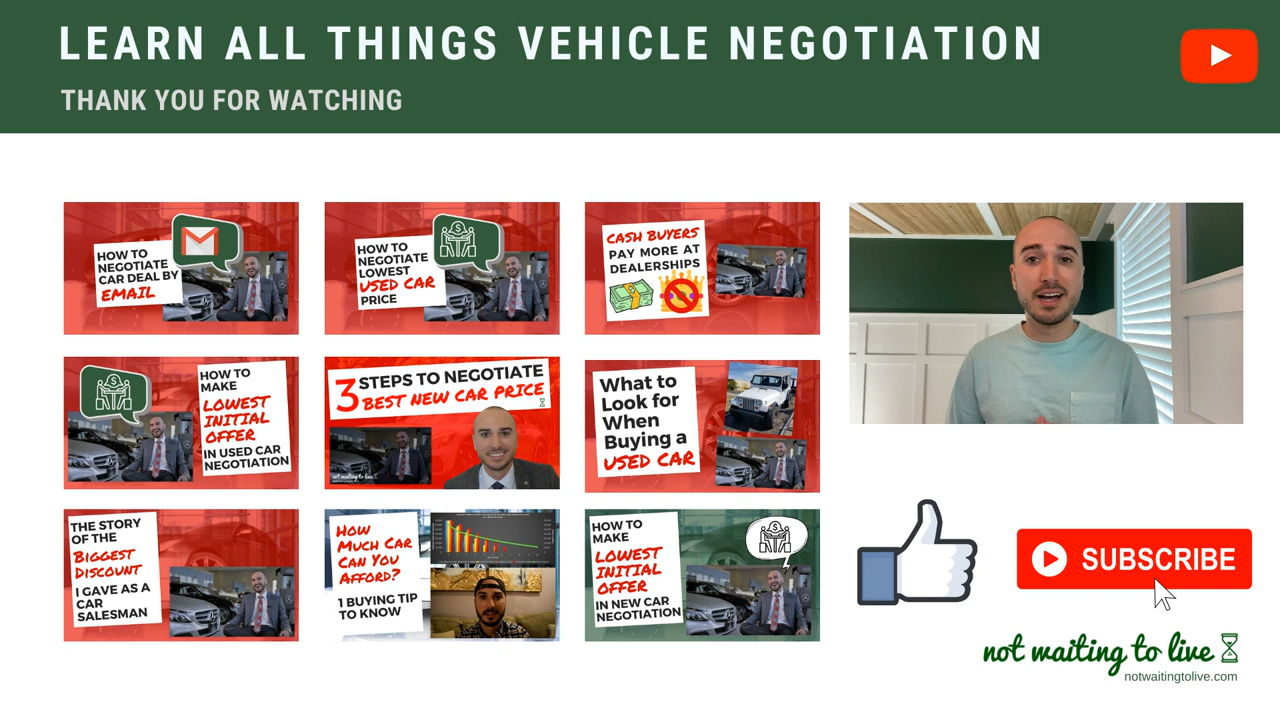 LEARN ALL THINGS VEHICLE NEGOTIATION
THANK YOU FOR WATCHING
HOW TO
NEGOTIATE
CAR DEAL BY
EMAIL
HOW TO
NEGOTIATE
LOWEST
USED CAR
PRICE
CASH BUYERS
PAY MORE AT
DEALERSHIPS
HOW TO
MAKE
LOWEST
INITIAL
OFFER
IN USED CAR
NEGOTIATION
3 STEPS TO NEGOTIATE
BEST NEW CAR PRICE
not waiting to live
What to
Look for
When
Buying a
USED CAR
THE STORY
OF THE
BIGGEST
DISCOUNT
I GAVE AS A
CAR
SALESMAN
HOW
MUCH CAR
CAN YOU
AFFORD?
1 BUYING TIP
TO KNOW
HOW TO
MAKE
LOWEST
INITIAL
OFFER
IN NEW CAR
NEGOTIATION
SUBSCRIBE
not waiting to live
notwaitingtolive.com